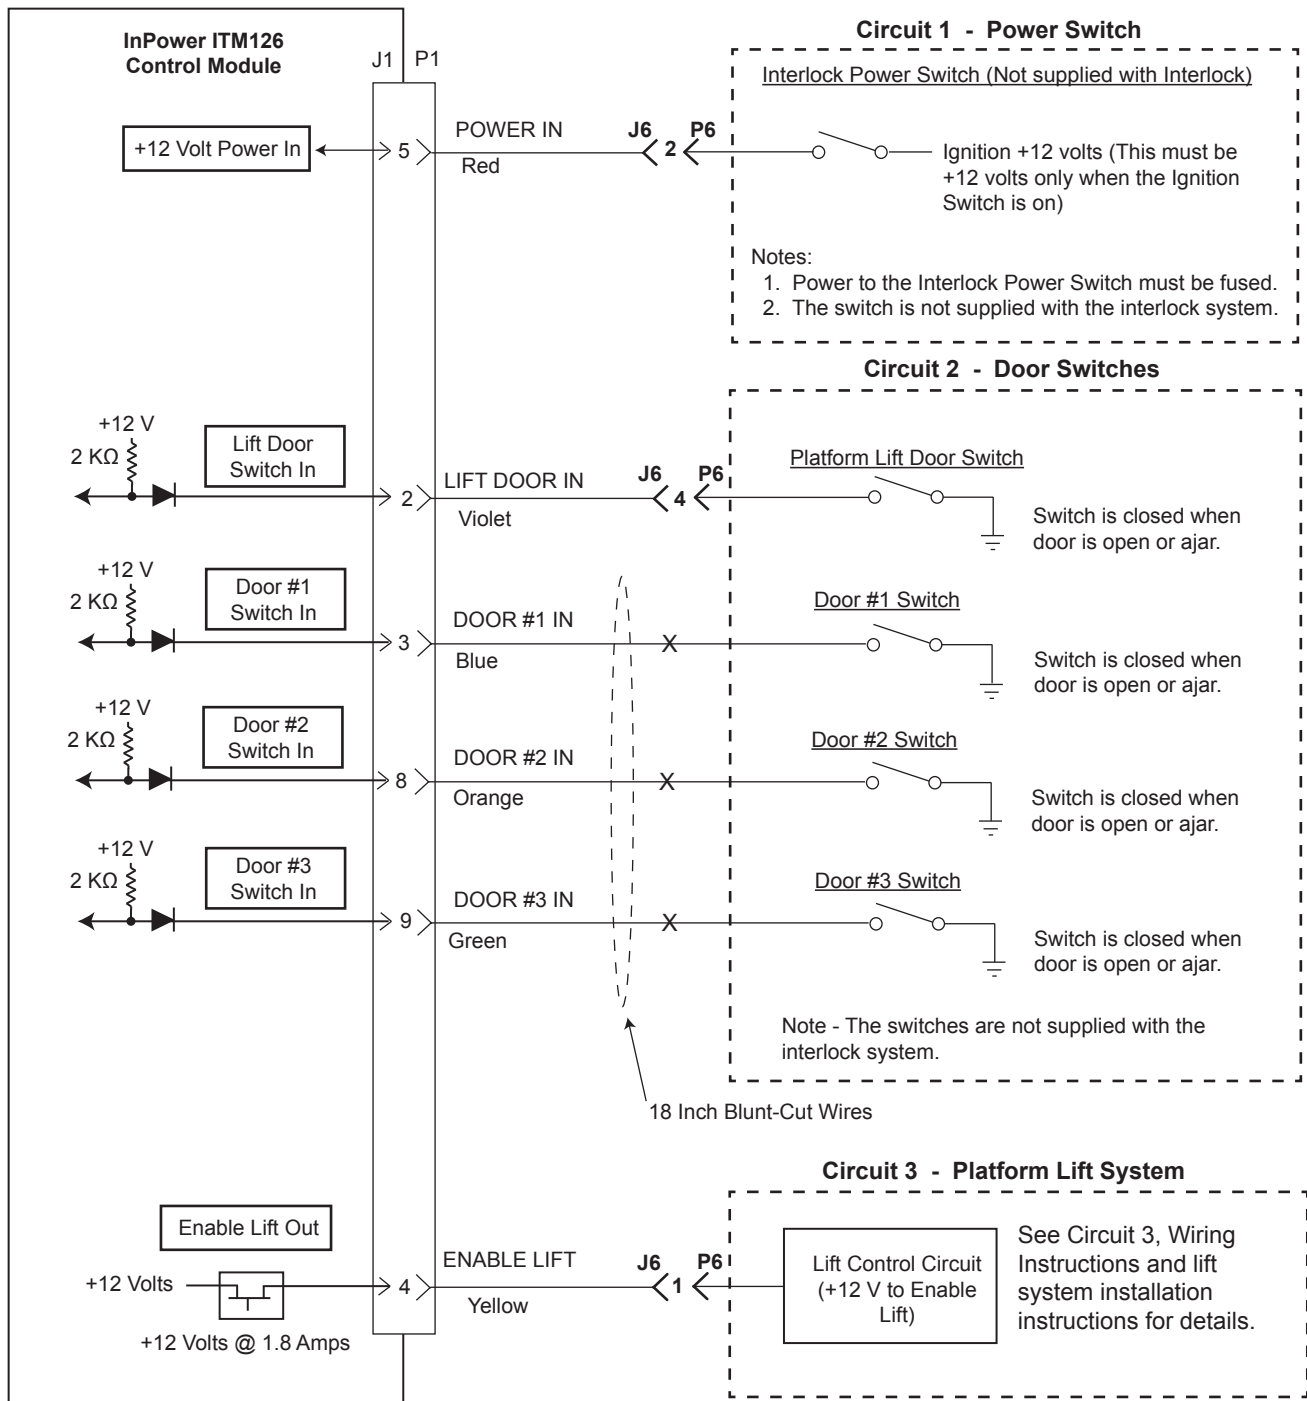 InPower ITM126
Control Module
J1 P1
+12 Volt Power In
5
POWER IN
Red
J6 P6
2
Circuit 1 - Power Switch
Interlock Power Switch (Not supplied with Interlock)
Ignition +12 volts (This must be
+12 volts only when the Ignition
Switch is on)
Notes:
1. Power to the Interlock Power Switch must be fused.
2. The switch is not supplied with the interlock system.
Circuit 2 - Door Switches
+12 V
2 KΩ
Lift Door
Switch In
2
LIFT DOOR IN
Violet
J6 P6
4
Platform Lift Door Switch
Switch is closed when
door is open or ajar.
+12 V
2 KΩ
Door #1
Switch In
3
DOOR #1 IN
Blue
X
Door #1 Switch
Switch is closed when
door is open or ajar.
+12 V
2 KΩ
Door #2
Switch In
8
DOOR #2 IN
Orange
X
Door #2 Switch
Switch is closed when
door is open or ajar.
+12 V
2 KΩ
Door #3
Switch In
9
DOOR #3 IN
Green
X
Door #3 Switch
Switch is closed when
door is open or ajar.
Note - The switches are not supplied with the
interlock system.
18 Inch Blunt-Cut Wires
Circuit 3 - Platform Lift System
Enable Lift Out
+12 Volts
+12 Volts @ 1.8 Amps
4
ENABLE LIFT
Yellow
J6 P6
1
Lift Control Circuit
(+12 V to Enable
Lift)
See Circuit 3, Wiring
Instructions and lift
system installation
instructions for details.